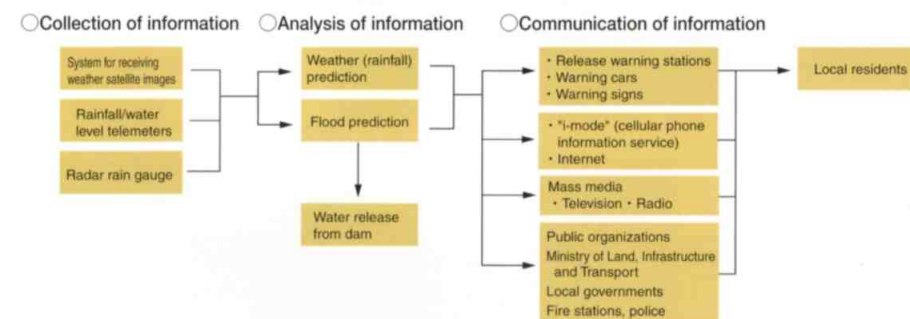 ○Collection of information
○Analysis of information
○Communication of information
System for receiving
weather satellite images
Rainfall/water
level telemeters
Radar rain gauge
Weather (rainfall)
prediction
Flood prediction
Water release
from dam
・Release warning stations
・Warning cars
・Warning signs
・"i-mode" (cellular phone
information service)
・Internet
Mass media
・Television ・Radio
Public organizations
Ministry of Land, Infrastructure
and Transport
Local governments
Fire stations, police
Local residents